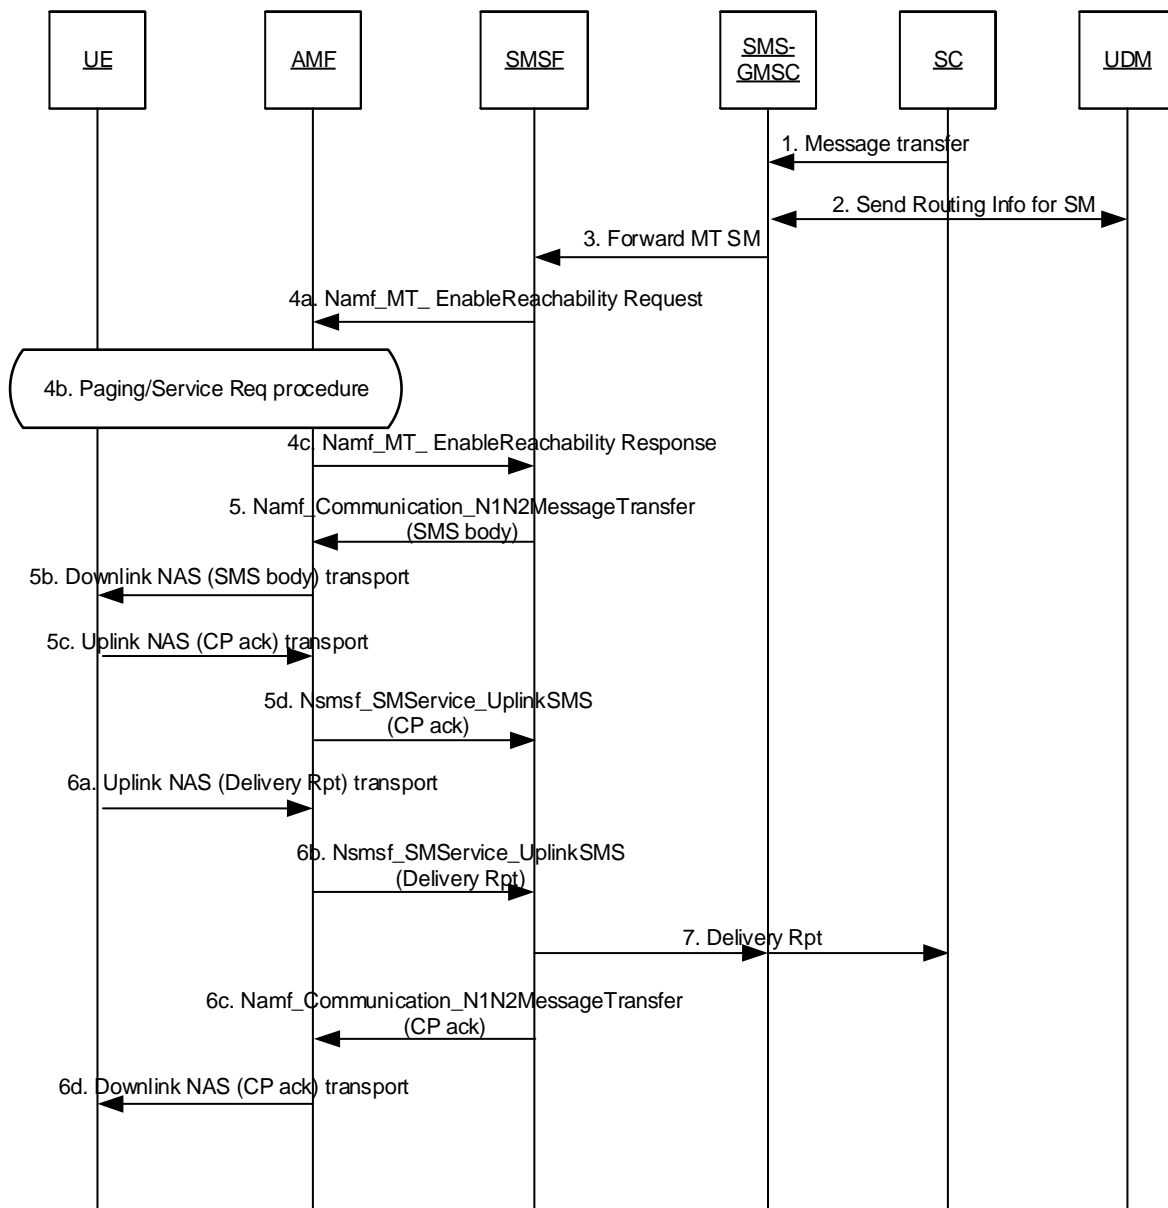 UE
AMF
SMSF
SMS-
GMSC
SC
UDM
1. Message transfer
2. Send Routing Info for SM
3. Forward MT SM
4a. Namf_MT_ EnableReachability Request
4b. Paging/Service Req procedure
4c. Namf_MT_ EnableReachability Response
5. Namf_Communication_N1N2MessageTransfer
(SMS body)
5b. Downlink NAS (SMS body) transport
5c. Uplink NAS (CP ack) transport
5d. Nsmsf_SMService_UplinkSMS
(CP ack)
6a. Uplink NAS (Delivery Rpt) transport
6b. Nsmsf_SMService_UplinkSMS
(Delivery Rpt)
7. Delivery Rpt
6c. Namf_Communication_N1N2MessageTransfer
(CP ack)
6d. Downlink NAS (CP ack) transport